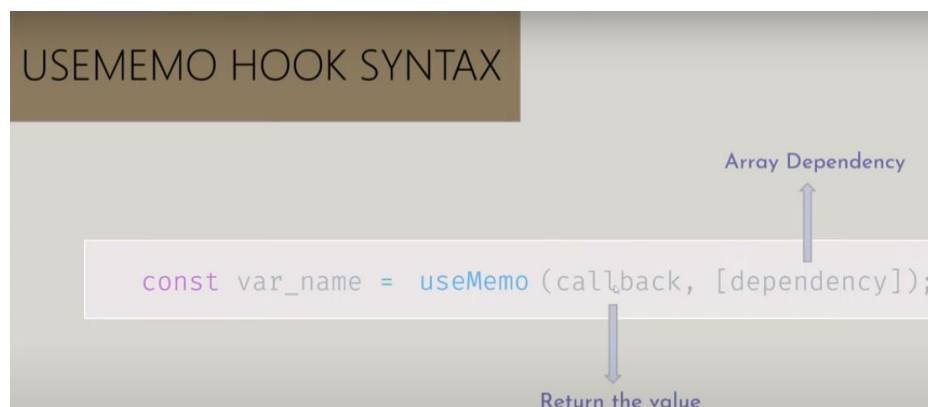 USEMEMO HOOK SYNTAX
Array Dependency
const var_name = useMemo (callback, [dependency]);
Return the value